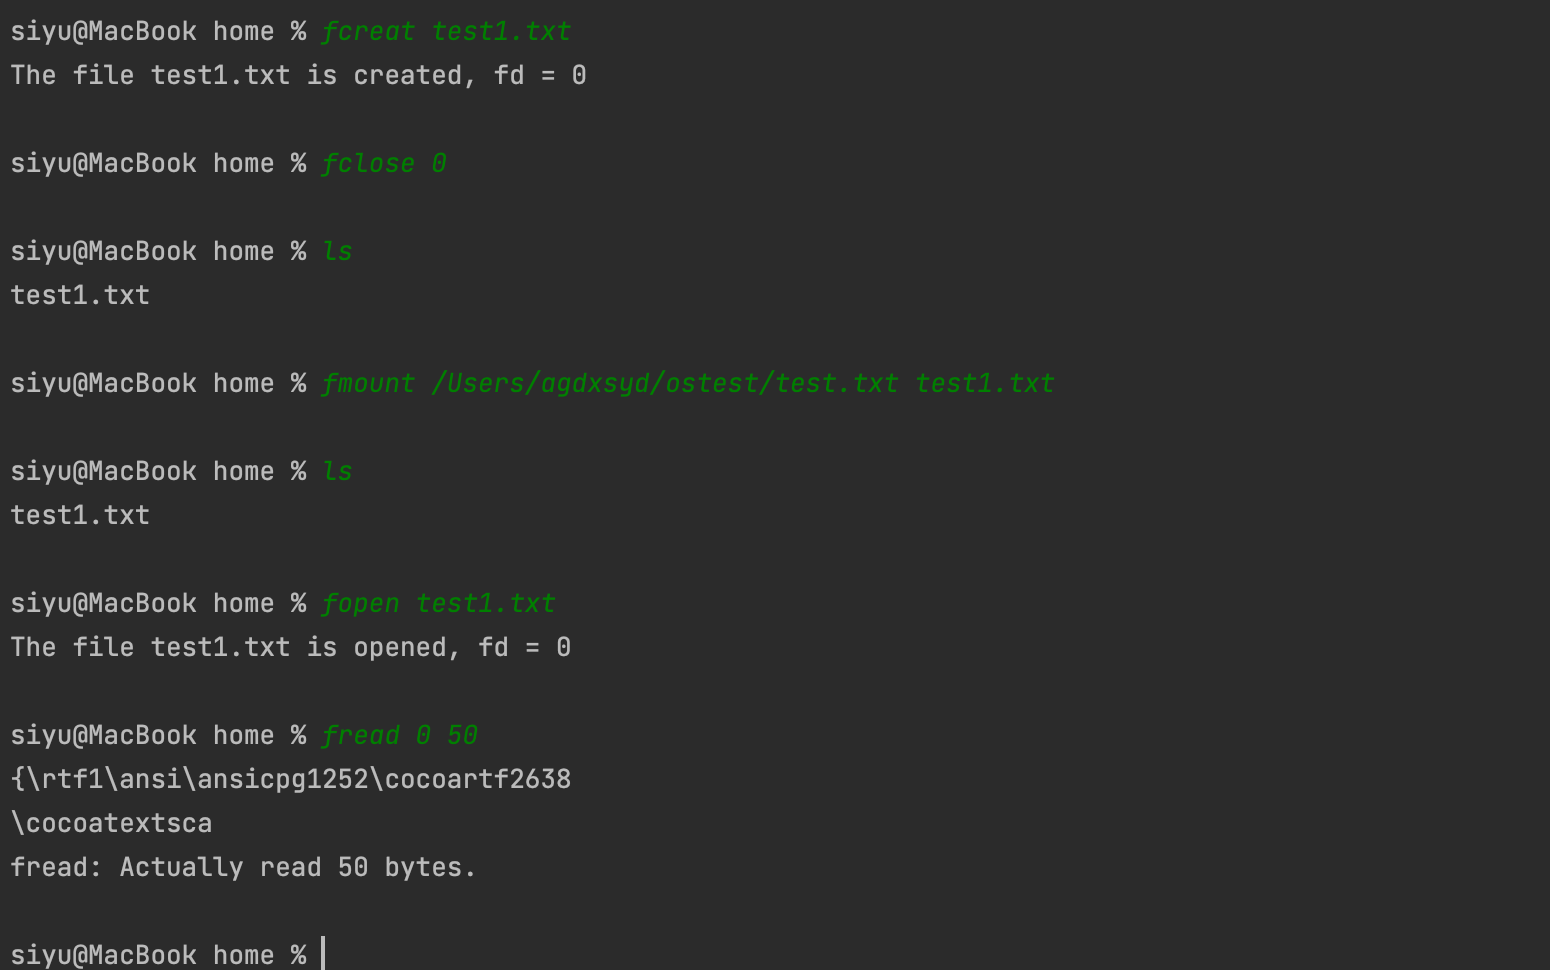 siyu@MacBook home % fcreat test1.txt
The file test1.txt is created, fd = 0
siyu@MacBook home % fclose 0
siyu@MacBook home % ls
test1.txt
siyu@MacBook home % fmount /Users/agdxsyd/ostest/test.txt test1.txt
siyu@MacBook home % ls
test1.txt
siyu@MacBook home % fopen test1.txt
The file test1.txt is opened, fd = 0
siyu@MacBook home % fread 0 50
{\rtf1\ansi\ansicpg1252\cocoartf2638
\cocoatextsca
fread: Actually read 50 bytes.
siyu@MacBook home %